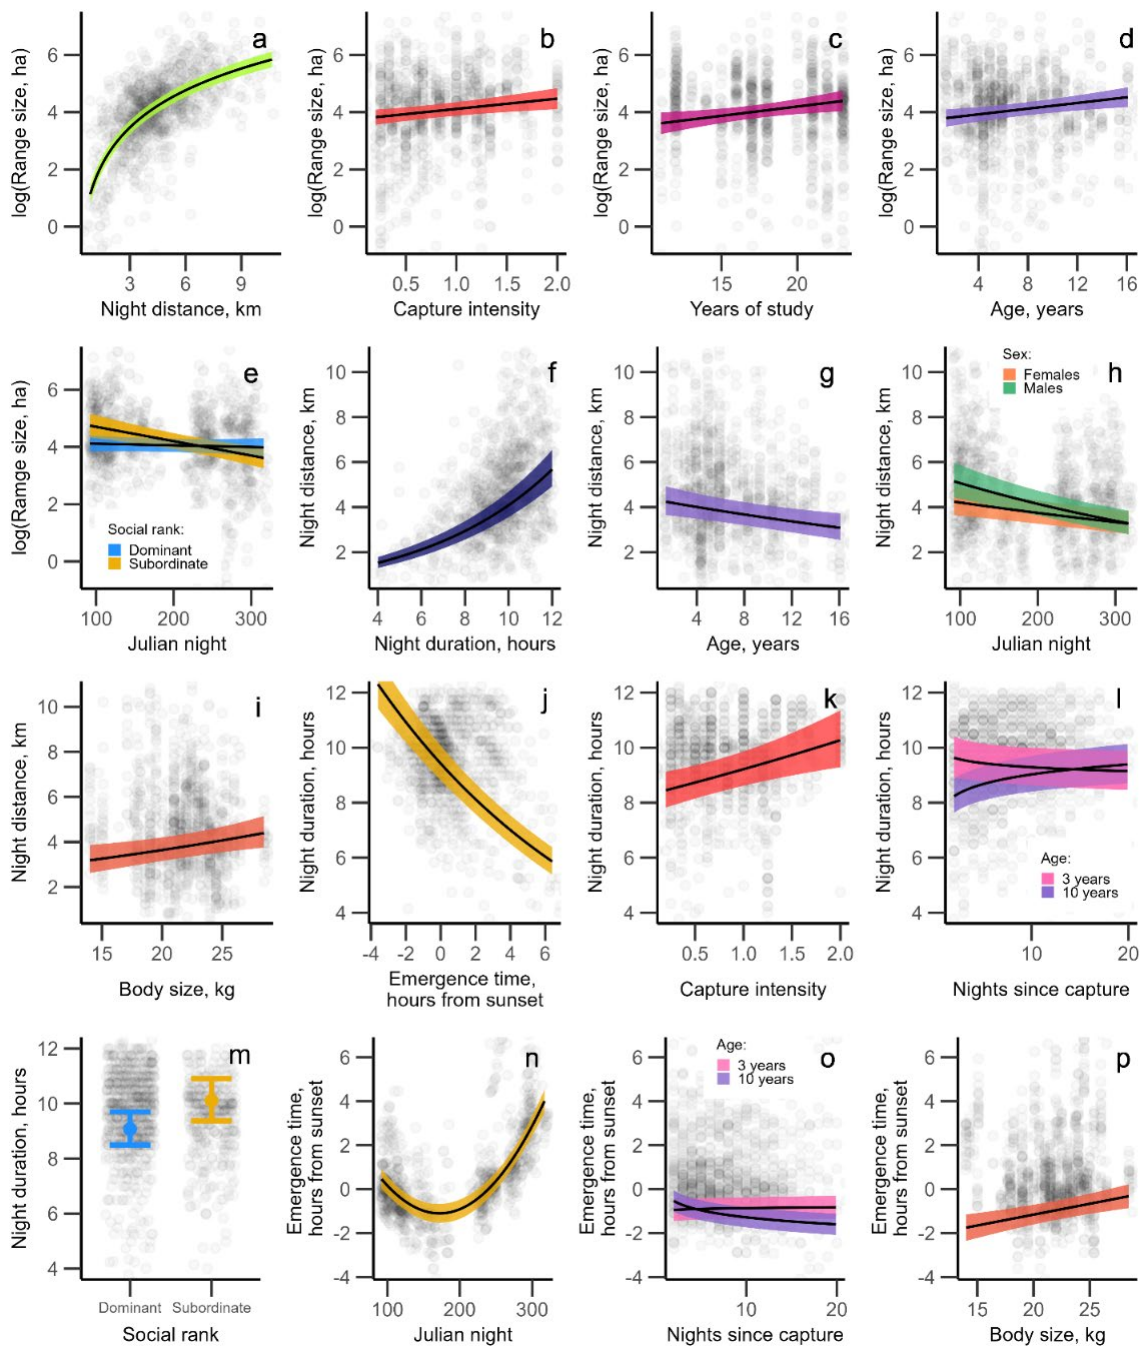 a
log(Range size, ha)
6
4
2
0
3
6
9
Night distance, km
b
log(Range size, ha)
6
4
2
0
0.5
1.0
1.5
2.0
Capture intensity
c
log(Range size, ha)
6
4
2
0
15
20
Years of study
d
log(Range size, ha)
6
4
2
0
4
8
12
16
Age, years
e
log(Ramge size, ha)
6
4
2
0
Social rank:
Dominant
Subordinate
100
200
300
Julian night
f
Night distance, km
10
8
6
4
2
4
6
8
10
12
Night duration, hours
g
Night distance, km
10
8
6
4
2
4
8
12
16
Age, years
Sex:
Females
Males
h
Night distance, km
10
8
6
4
2
100
200
300
Julian night
i
Night distance, km
10
8
6
4
2
15
20
25
Body size, kg
j
Night duration, hours
12
10
8
6
4
-4
-2
0
2
4
6
Emergence time,
hours from sunset
k
Night duration, hours
12
10
8
6
4
0.5
1.0
1.5
2.0
Capture intensity
l
Night duration, hours
12
10
8
6
4
Age:
3 years
10 years
10
20
Nights since capture
m
Night duration, hours
12
10
8
6
4
Dominant
Subordinate
Social rank
n
Emergence time,
hours from sunset
6
4
2
0
-2
-4
100
200
300
Julian night
Age:
3 years
10 years
o
Emergence time,
hours from sunset
6
4
2
0
-2
-4
10
20
Nights since capture
p
Emergence time,
hours from sunset
6
4
2
0
-2
-4
15
20
25
Body size, kg